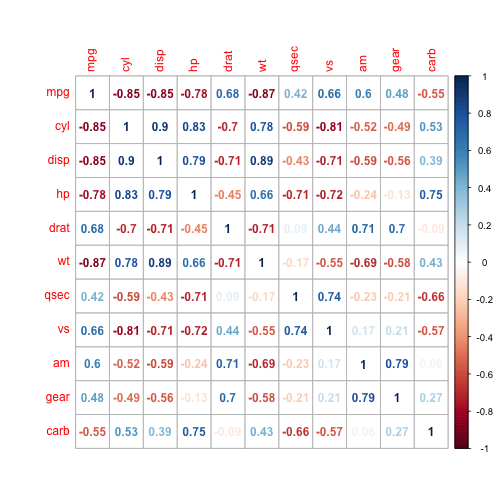 mpg cyl disp hp drat wt qsec vs am gear carb
mpg 1 -0.85 -0.85 -0.78 0.68 -0.87 0.42 0.66 0.6 0.48 -0.55
cyl -0.85 1 0.9 0.83 -0.7 0.78 -0.59 -0.81 -0.52 -0.49 0.53
disp -0.85 0.9 1 0.79 -0.71 0.89 -0.43 -0.71 -0.59 -0.56 0.39
hp -0.78 0.83 0.79 1 -0.45 0.66 -0.71 -0.72 -0.24 -0.13 0.75
drat 0.68 -0.7 -0.71 -0.45 1 -0.71 0.09 0.44 0.71 0.7 -0.09
wt -0.87 0.78 0.89 0.66 -0.71 1 -0.17 -0.55 -0.69 -0.58 0.43
qsec 0.42 -0.59 -0.43 -0.71 0.09 -0.17 1 0.74 -0.23 -0.21 -0.66
vs 0.66 -0.81 -0.71 -0.72 0.44 -0.55 0.74 1 0.17 0.21 -0.57
am 0.6 -0.52 -0.59 -0.24 0.71 -0.69 -0.23 0.17 1 0.79 0.06
gear 0.48 -0.49 -0.56 -0.13 0.7 -0.58 -0.21 0.21 0.79 1 0.27
carb -0.55 0.53 0.39 0.75 -0.09 0.43 -0.66 -0.57 0.06 0.27 1
1
0.8
0.6
0.4
0.2
0
-0.2
-0.4
-0.6
-0.8
-1